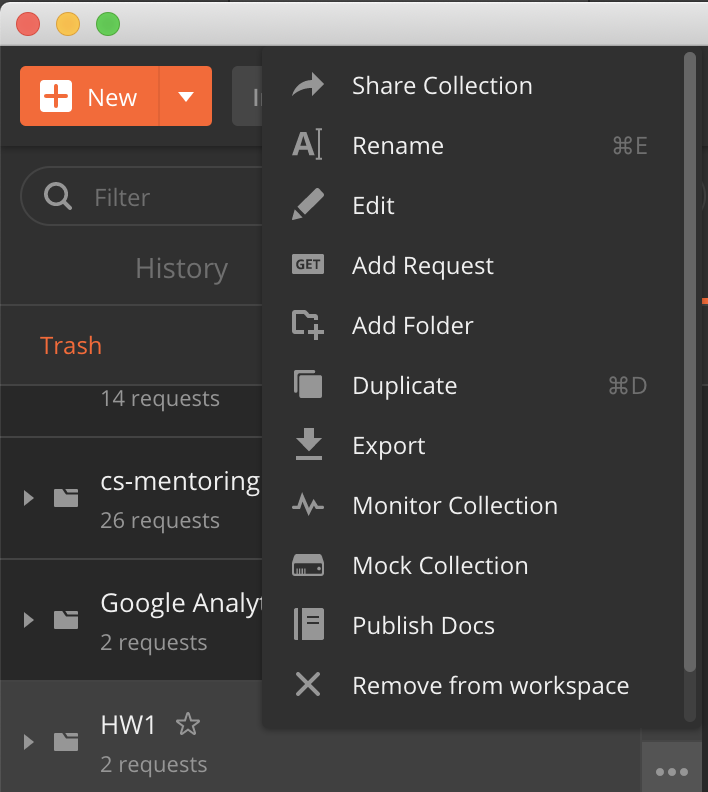 New
Filter
History
Trash
14 requests
cs-mentoring
26 requests
Google Analyt
2 requests
HW1
2 requests
Share Collection
Rename ⌘E
Edit
GET Add Request
Add Folder
Duplicate ⌘D
Export
Monitor Collection
Mock Collection
Publish Docs
Remove from workspace